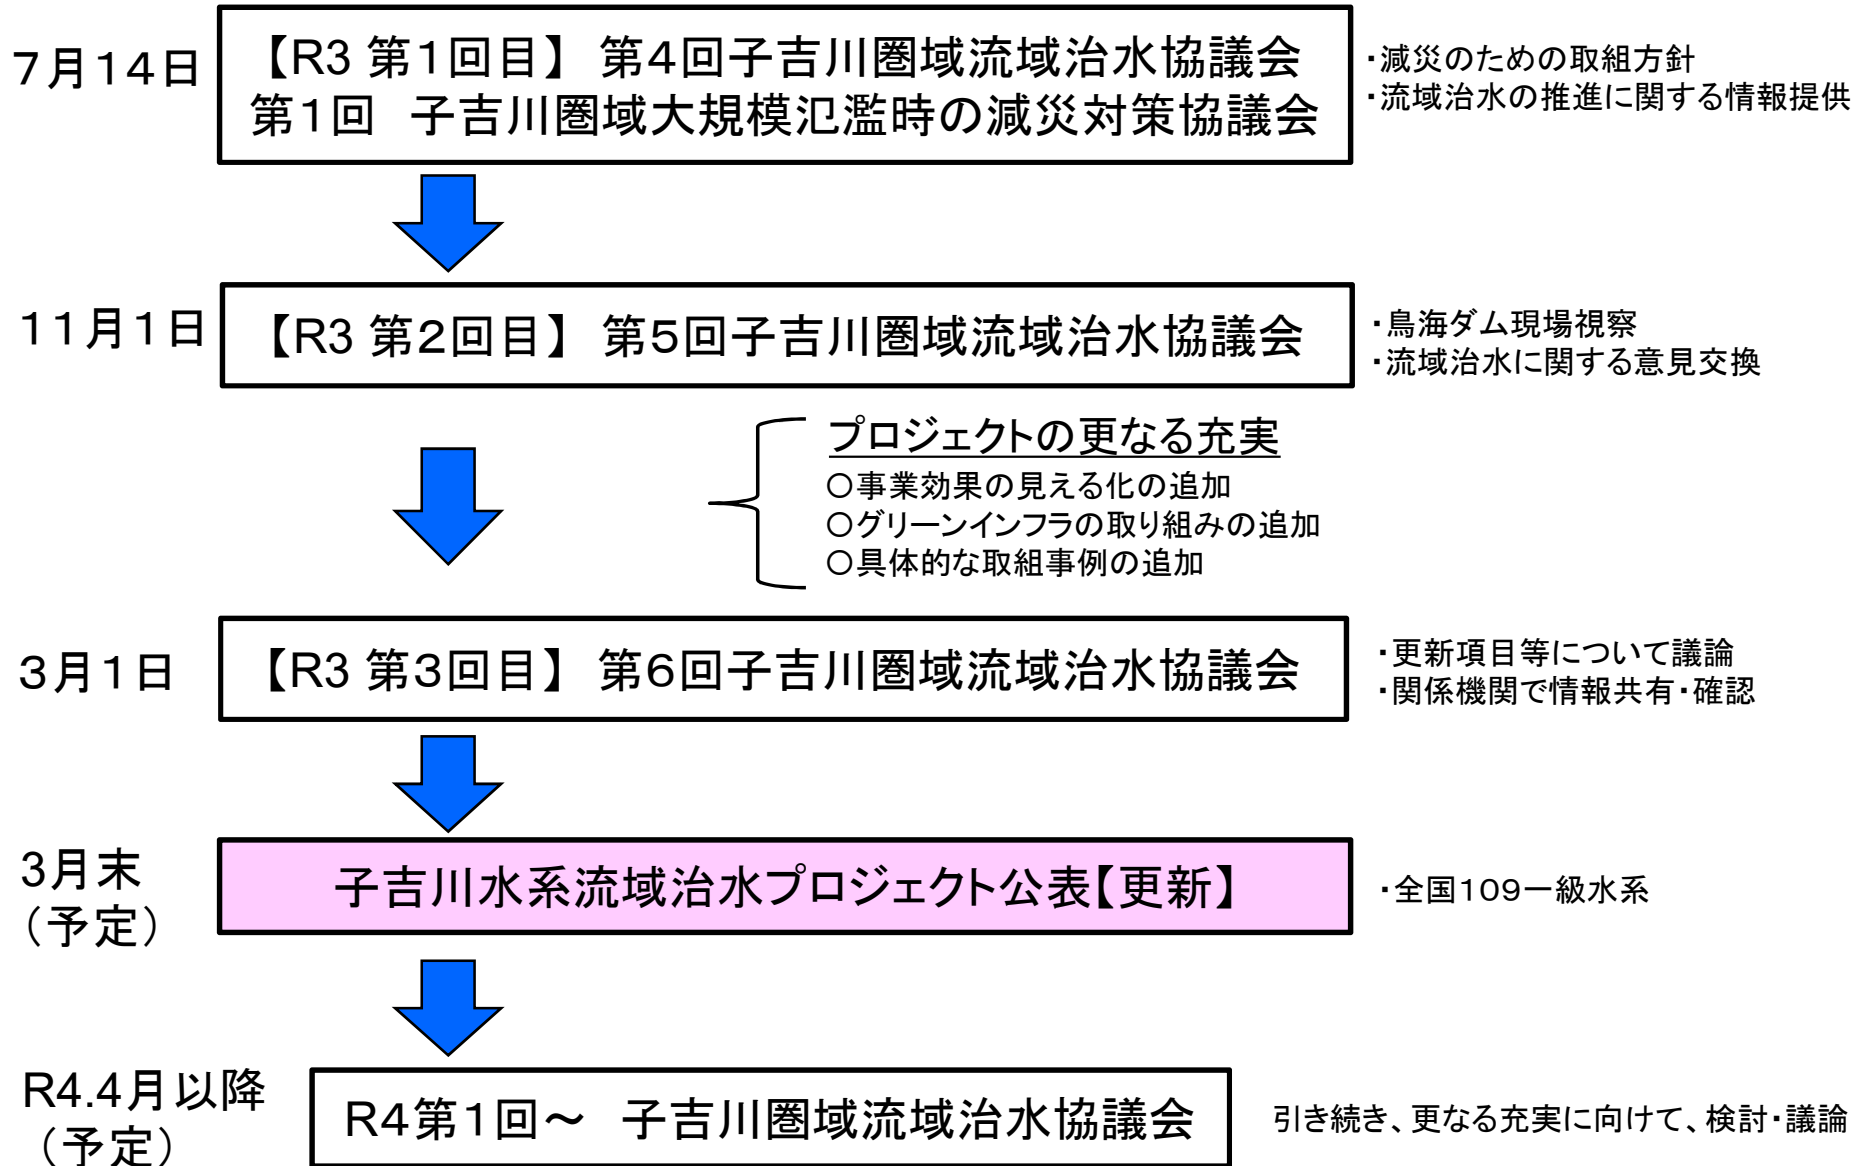 7月14日
【R3 第1回目】 第4回子吉川圏域流域治水協議会
第1回 子吉川圏域大規模氾濫時の減災対策協議会
・減災のための取組方針
・流域治水の推進に関する情報提供
11月1日
【R3 第2回目】 第5回子吉川圏域流域治水協議会
・鳥海ダム現場視察
・流域治水に関する意見交換
プロジェクトの更なる充実
○事業効果の見える化の追加
○グリーンインフラの取り組みの追加
○具体的な取組事例の追加
3月1日
【R3 第3回目】 第6回子吉川圏域流域治水協議会
・更新項目等について議論
・関係機関で情報共有・確認
3月末
（予定）
子吉川水系流域治水プロジェクト公表【更新】
・全国109一級水系
R4.4月以降
（予定）
R4第1回～ 子吉川圏域流域治水協議会
引き続き、更なる充実に向けて、検討・議論